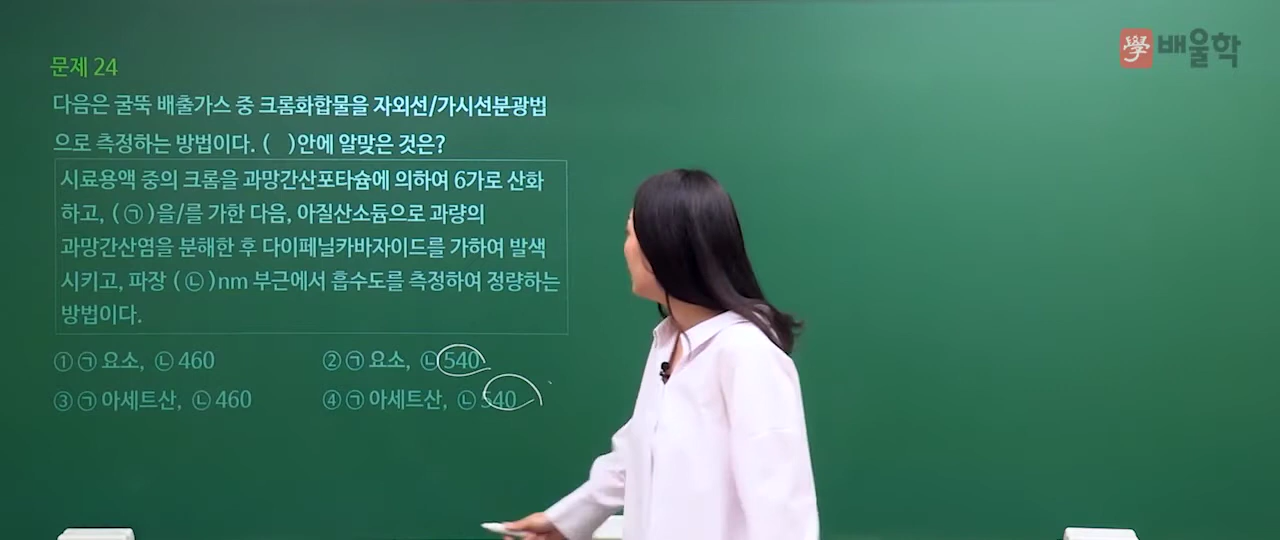 學 배울학
문제 24
다음은 굴뚝 배출가스 중 크롬화합물을 자외선/가시선분광법
으로 측정하는 방법이다. ( )안에 알맞은 것은?
시료용액 중의 크롬을 과망간산포타슘에 의하여 6가로 산화
하고, ( ㉠ )을/를 가한 다음, 아질산소듐으로 과량의
과망간산염을 분해한 후 다이페닐카바자이드를 가하여 발색
시키고, 파장 ( ㉡ )nm 부근에서 흡수도를 측정하여 정량하는
방법이다.
① ㉠ 요소, ㉡ 460 ② ㉠ 요소, ㉡ 540
③ ㉠ 아세트산, ㉡ 460 ④ ㉠ 아세트산, ㉡ 540